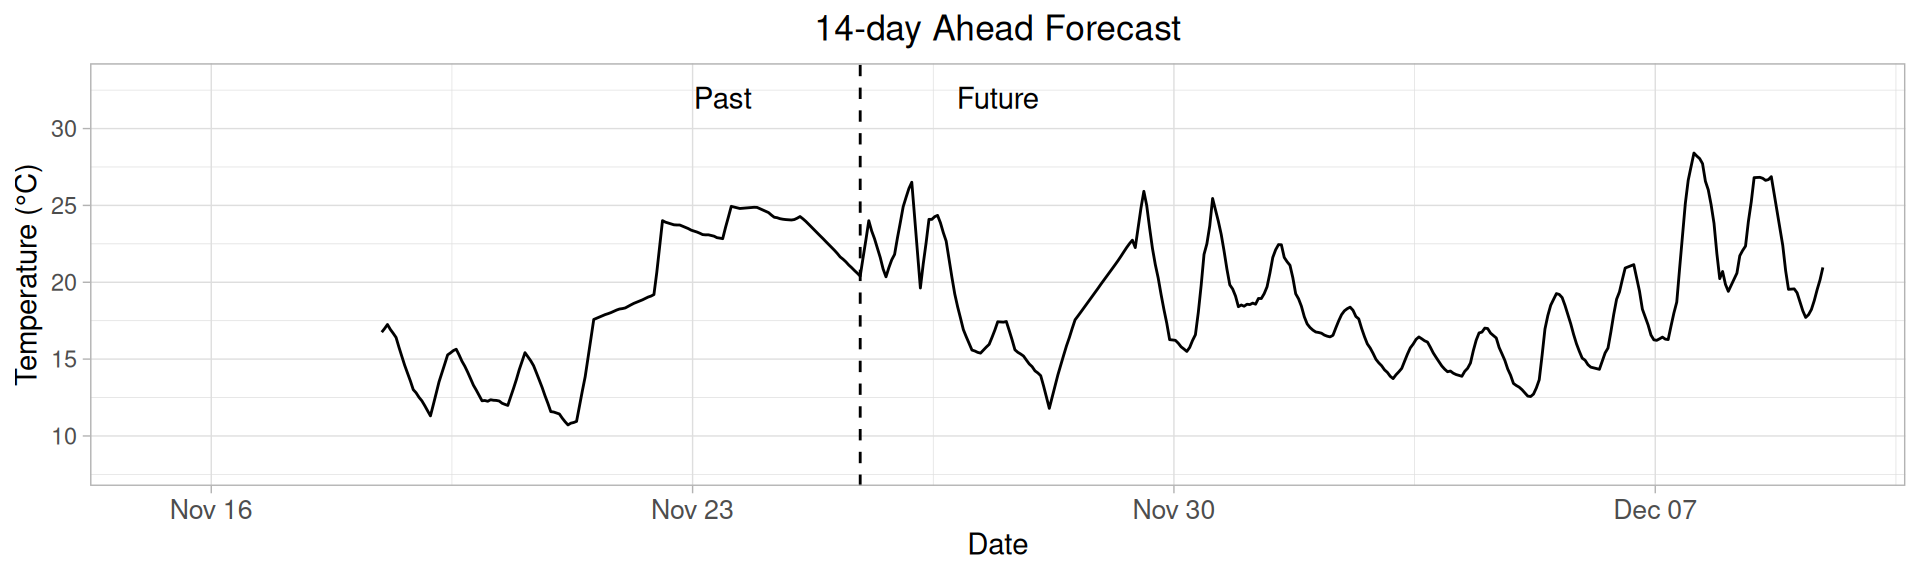 14-day Ahead Forecast
Past
Future
30
25
20
15
10
Temperature (°C)
Nov 16
Nov 23
Nov 30
Dec 07
Date